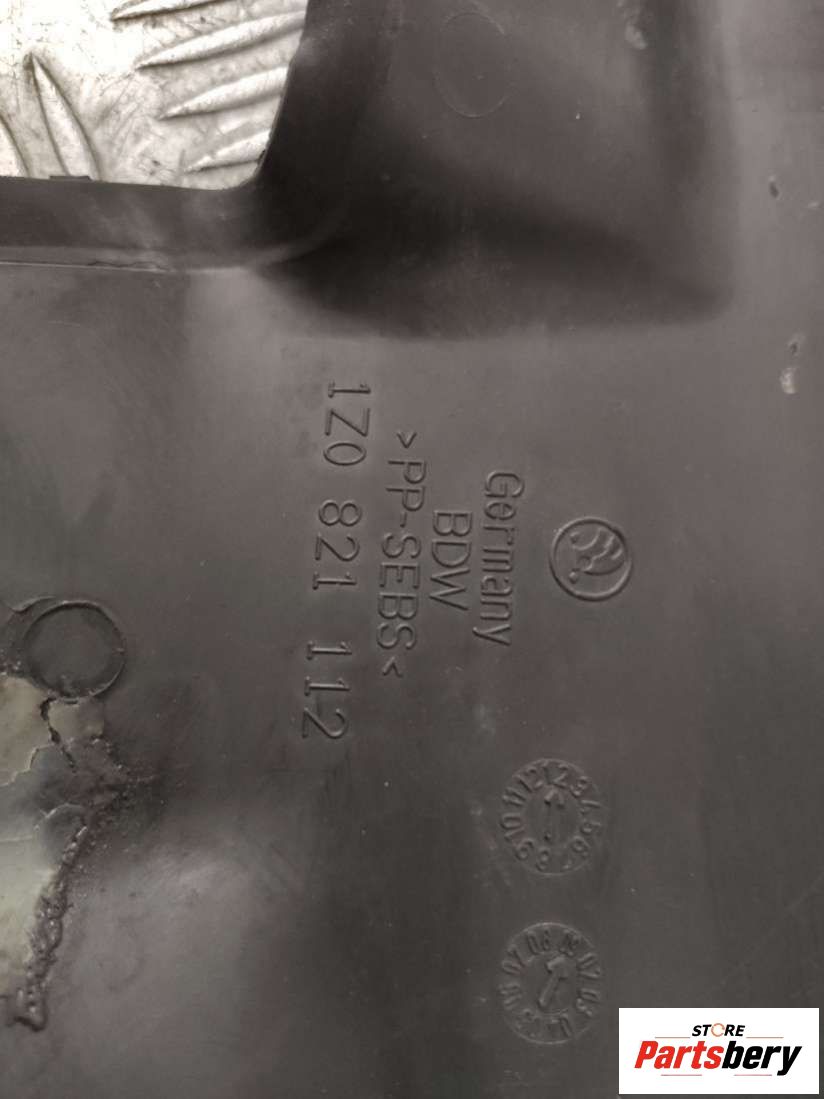 Germany
BDW
>PP-SEBS<
1Z0 821 112
STORE
Partsbery